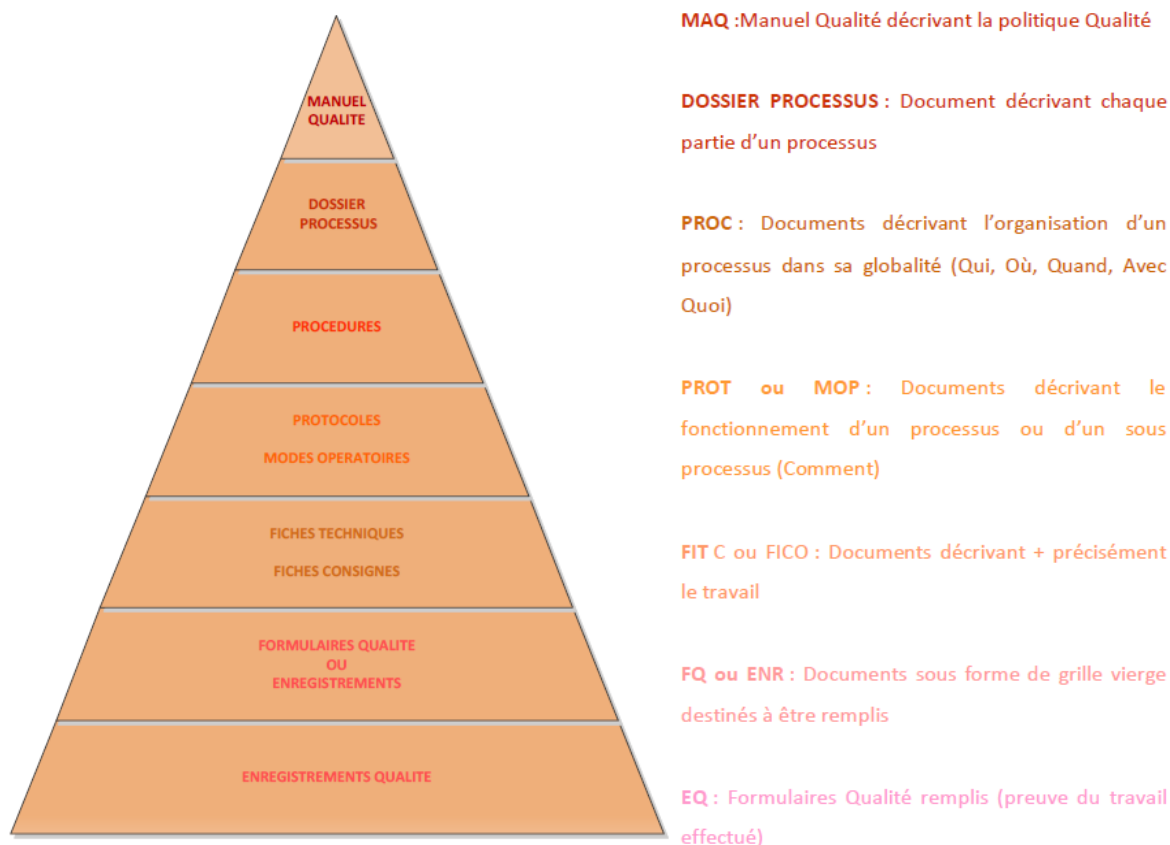 MANUEL
QUALITE
DOSSIER
PROCESSUS
PROCEDURES
PROTOCOLES
MODES OPERATOIRES
FICHES TECHNIQUES
FICHES CONSIGNES
FORMULAIRES QUALITE
OU
ENREGISTREMENTS
ENREGISTREMENTS QUALITE
MAQ :Manuel Qualité décrivant la politique Qualité
DOSSIER PROCESSUS : Document décrivant chaque
partie d'un processus
PROC : Documents décrivant l'organisation d'un
processus dans sa globalité (Qui, Où, Quand, Avec
Quoi)
PROT ou MOP : Documents décrivant le
fonctionnement d'un processus ou d'un sous
processus (Comment)
FIT C ou FICO : Documents décrivant + précisément
le travail
FQ ou ENR : Documents sous forme de grille vierge
destinés à être remplis
EQ : Formulaires Qualité remplis (preuve du travail
effectué)